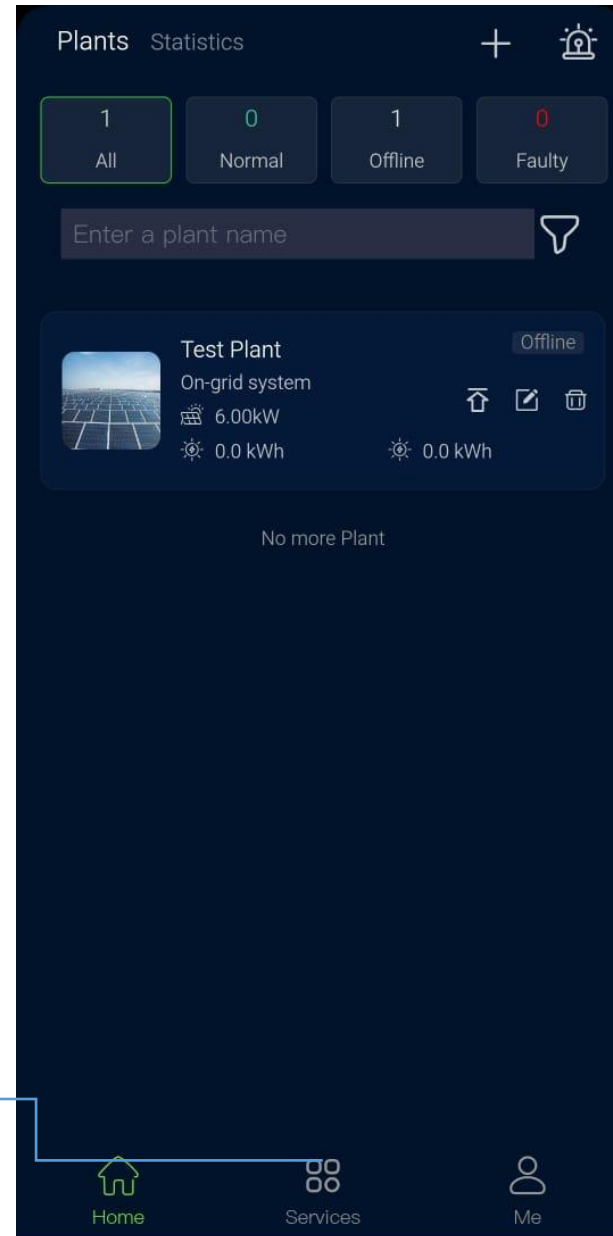 Plants Statistics
1 0 1 0
All Normal Offline Faulty
Enter a plant name
Test Plant Offline
On-grid system
6.00kW
0.0 kWh 0.0 kWh
No more Plant
Home Services Me